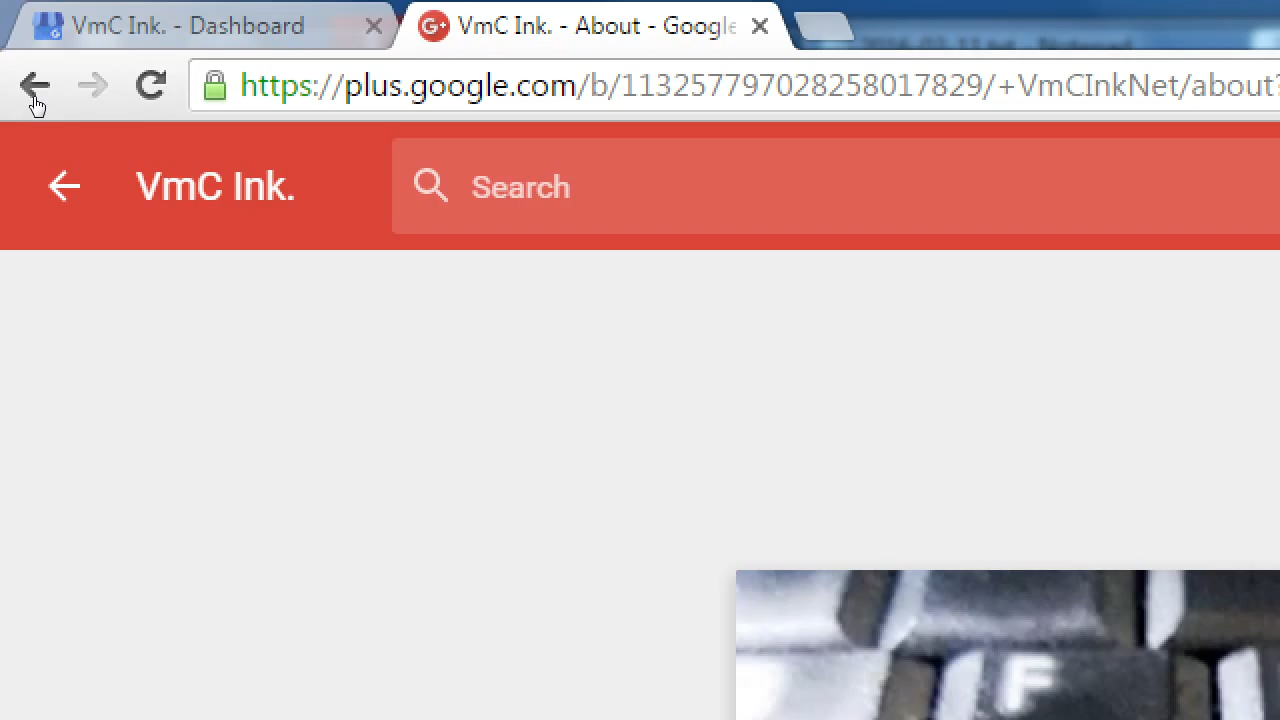 VmC Ink. - Dashboard
VmC Ink. - About - Google
https://plus.google.com/b/113257797028258017829/+VmCInkNet/about?
VmC Ink.
Search
F